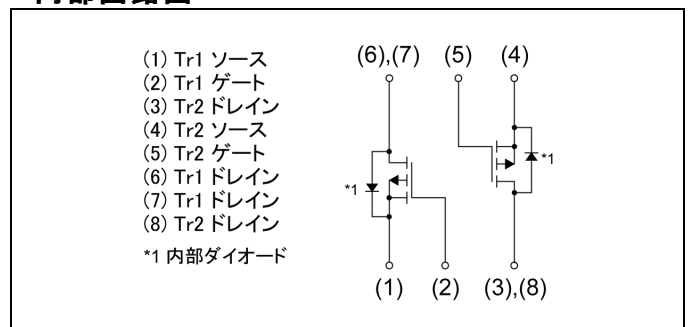 内部回路図
(1) Tr1 ソース
(2) Tr1 ゲート
(3) Tr2 ドレイン
(4) Tr2 ソース
(5) Tr2 ゲート
(6) Tr1 ドレイン
(7) Tr1 ドレイン
(8) Tr2 ドレイン
*1 内部ダイオード
(6),(7) (5) (4)
*1
*1
(1) (2) (3),(8)